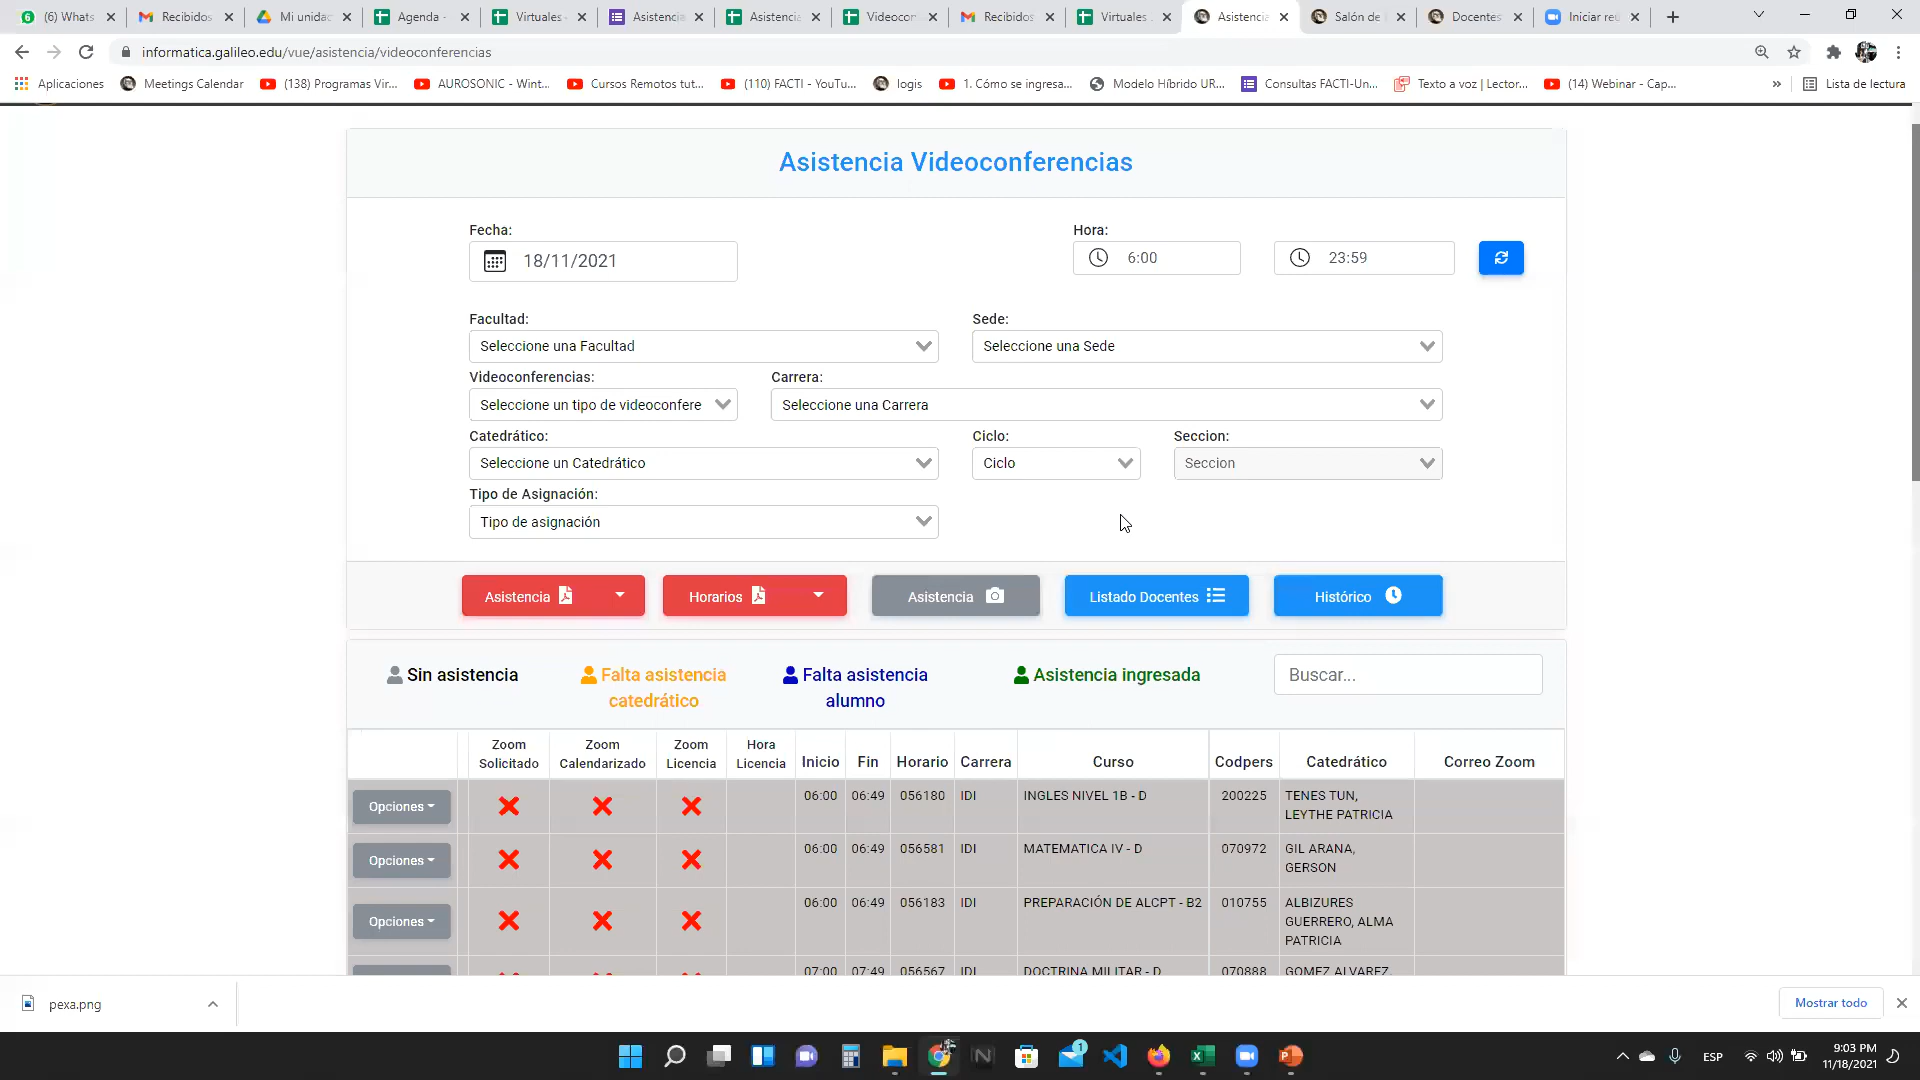 (6) Whats
Recibidos
Mi unidad
Agenda -
Virtuales -
Asistencia
Asistencia
Videocon
Recibidos
Virtuales
Asistencia
Salón de
Docentes
Iniciar reu
informatica.galileo.edu/vue/asistencia/videoconferencias
Aplicaciones
Meetings Calendar
(138) Programas Vir...
AUROSONIC - Wint...
Cursos Remotos tut...
(110) FACTI - YouTu...
logis
1. Cómo se ingresa...
Modelo Híbrido UR...
Consultas FACTI-Un...
Texto a voz | Lector...
(14) Webinar - Cap...
»
Lista de lectura
Asistencia Videoconferencias
Fecha:
Hora:
18/11/2021
6:00
23:59
Facultad:
Sede:
Seleccione una Facultad
Seleccione una Sede
Videoconferencias:
Carrera:
Seleccione un tipo de videoconfere
Seleccione una Carrera
Catedrático:
Ciclo:
Seccion:
Seleccione un Catedrático
Ciclo
Seccion
Tipo de Asignación:
Tipo de asignación
Asistencia
Horarios
Asistencia
Listado Docentes
Histórico
Sin asistencia
Falta asistencia
catedrático
Falta asistencia
alumno
Asistencia ingresada
Buscar...
Zoom
Solicitado
Zoom
Calendarizado
Zoom
Licencia
Hora
Licencia
Inicio
Fin
Horario
Carrera
Curso
Codpers
Catedrático
Correo Zoom
Opciones
06:00
06:49
056180
IDI
INGLES NIVEL 1B - D
200225
TENES TUN,
LEYTHE PATRICIA
Opciones
06:00
06:49
056581
IDI
MATEMATICA IV - D
070972
GIL ARANA,
GERSON
Opciones
06:00
06:49
056183
IDI
PREPARACIÓN DE ALCPT - B2
010755
ALBIZURES
GUERRERO, ALMA
PATRICIA
07:00
07:49
056567
IDI
DOCTRINA MILITAR - D
070888
GOMEZ ALVAREZ,
pexa.png
Mostrar todo
1
ESP
9:03 PM
11/18/2021